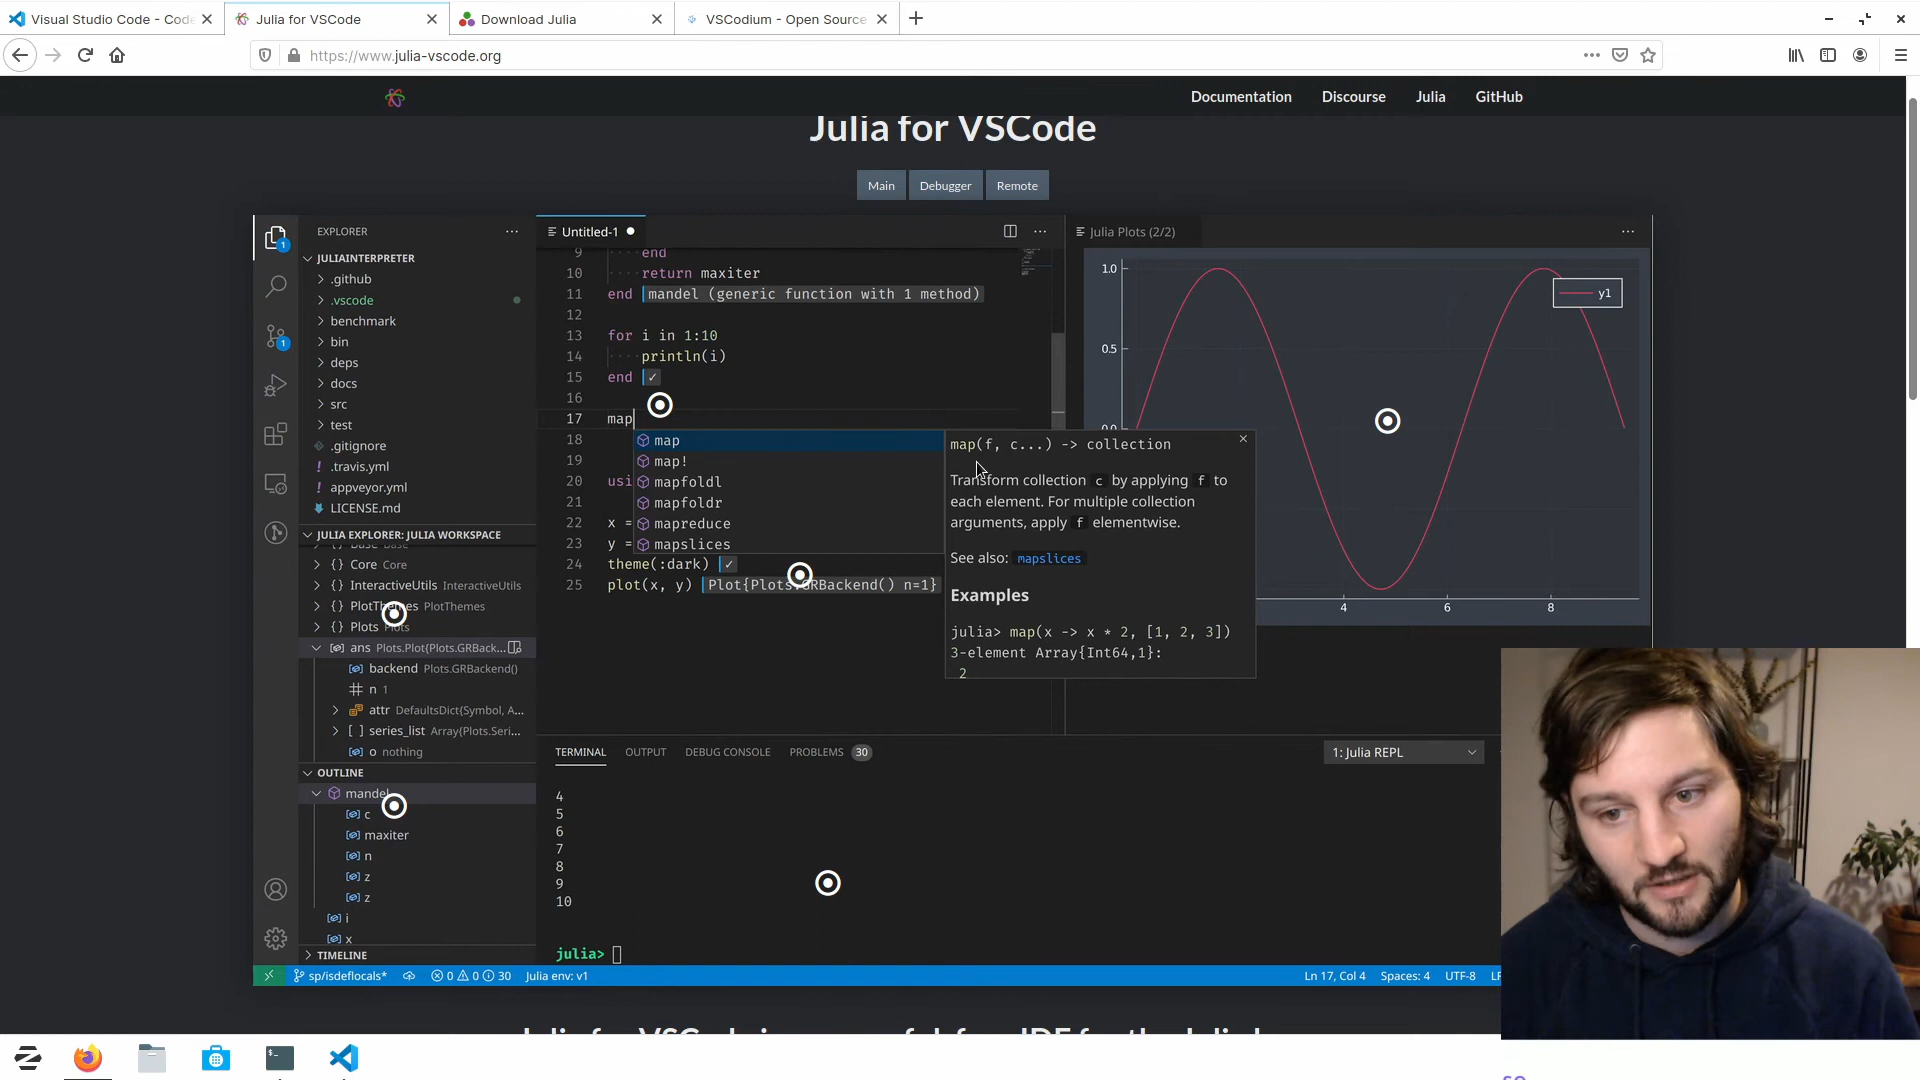 Visual Studio Code - Code
Julia for VSCode
Download Julia
VSCodium - Open Source
https://www.julia-vscode.org
Documentation
Discourse
Julia
GitHub
Julia for VSCode
Main
Debugger
Remote
EXPLORER
JULIAINTERPRETER
.github
.vscode
benchmark
bin
deps
docs
src
test
.gitignore
.travis.yml
appveyor.yml
LICENSE.md
JULIA EXPLORER: JULIA WORKSPACE
Base Base
Core Core
InteractiveUtils InteractiveUtils
PlotThemes PlotThemes
Plots Plots
ans Plots.Plot{Plots.GRBack...
backend Plots.GRBackend()
n 1
attr DefaultsDict(Symbol, A...
series_list Array{Plots.Seri...
o nothing
OUTLINE
mandel
c
maxiter
n
z
z
i
x
TIMELINE
Untitled-1
9 end
10 return maxiter
11 end mandel (generic function with 1 method)
12
13 for i in 1:10
14 println(i)
15 end ✓
16
17 map
18
19
20 usi
21
22 x =
23 y =
24 theme(:dark) ✓
25 plot(x, y) Plot{Plots.GRBackend() n=1}
map
map!
mapfoldl
mapfoldr
mapreduce
mapslices
map(f, c...) -> collection
Transform collection c by applying f to
each element. For multiple collection
arguments, apply f elementwise.
See also: mapslices
Examples
julia> map(x -> x * 2, [1, 2, 3])
3-element Array{Int64,1}:
2
Julia Plots (2/2)
1.0
0.5
0.0
y1
4
6
8
TERMINAL
OUTPUT
DEBUG CONSOLE
PROBLEMS 30
1: Julia REPL
4
5
6
7
8
9
10
julia>
sp/isdeflocals*
0 0 30
Julia env: v1
Ln 17, Col 4
Spaces: 4
UTF-8